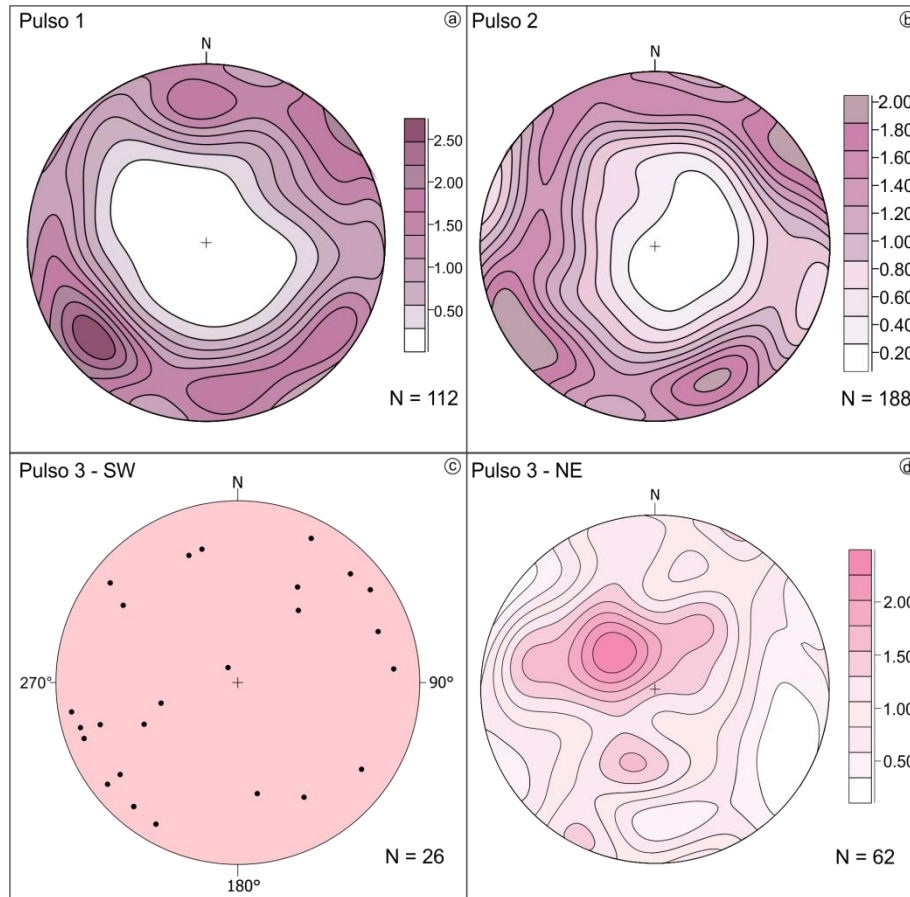 Pulso 1
ⓐ
N
2.50
2.00
1.50
1.00
0.50
N = 112
Pulso 2
ⓑ
N
2.00
1.80
1.60
1.40
1.20
1.00
0.80
0.60
0.40
0.20
N = 188
Pulso 3 - SW
ⓒ
N
270°
90°
180°
N = 26
Pulso 3 - NE
ⓓ
N
2.00
1.50
1.00
0.50
N = 62